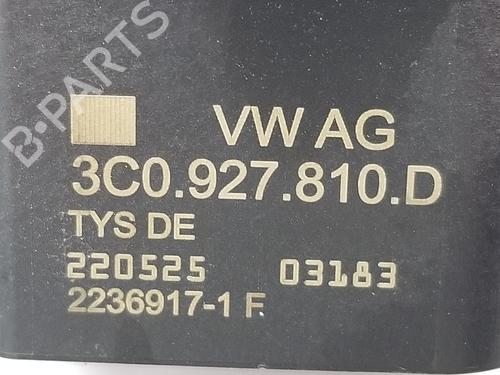 B-PARTS
VW AG
3C0.927.810.D
TYS DE
220525 03183
2236917-1 F